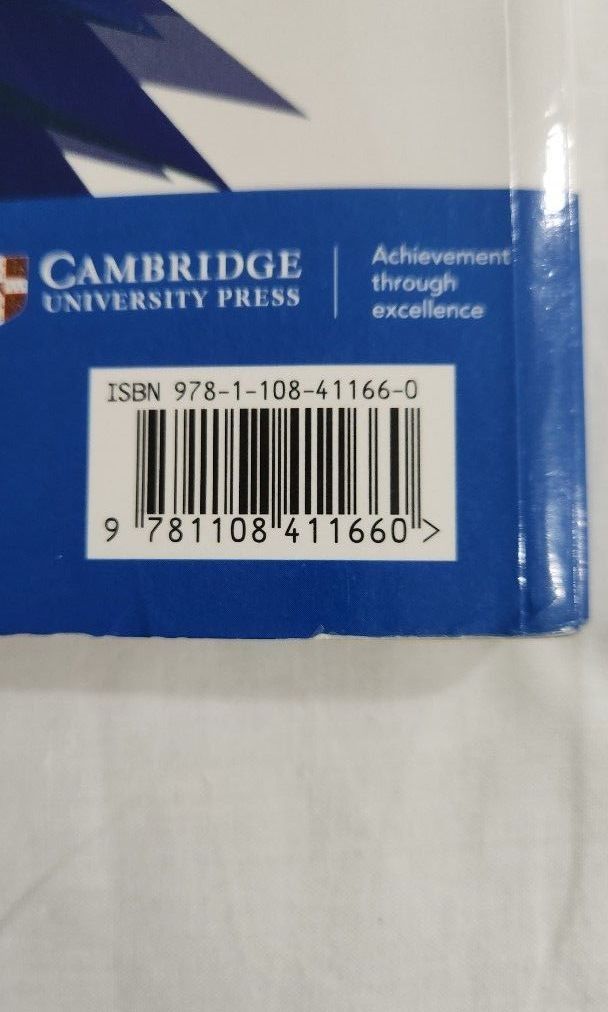 CAMBRIDGE
UNIVERSITY PRESS
Achievement
through
excellence
ISBN 978-1-108-41166-0
9 781108 411660 >